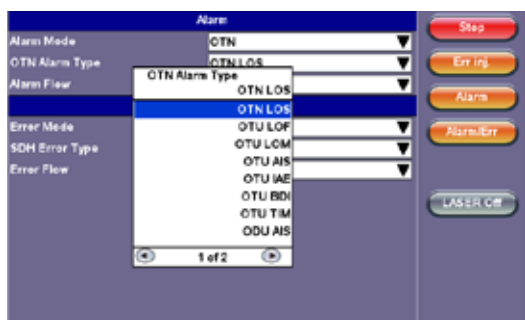 Alarm
Stop
Alarm Mode OTN
OTN Alarm Type OTN LOS
Err inj.
Alarm Flow
OTN Alarm Type
OTN LOS
Alarm
OTN LOS
Error Mode
OTU LOF
Alarm/Err
SDH Error Type
OTU LOM
Error Flow
OTU AIS
OTU IAE
OTU BDI
LASER Off
OTU TIM
ODU AIS
1 of 2